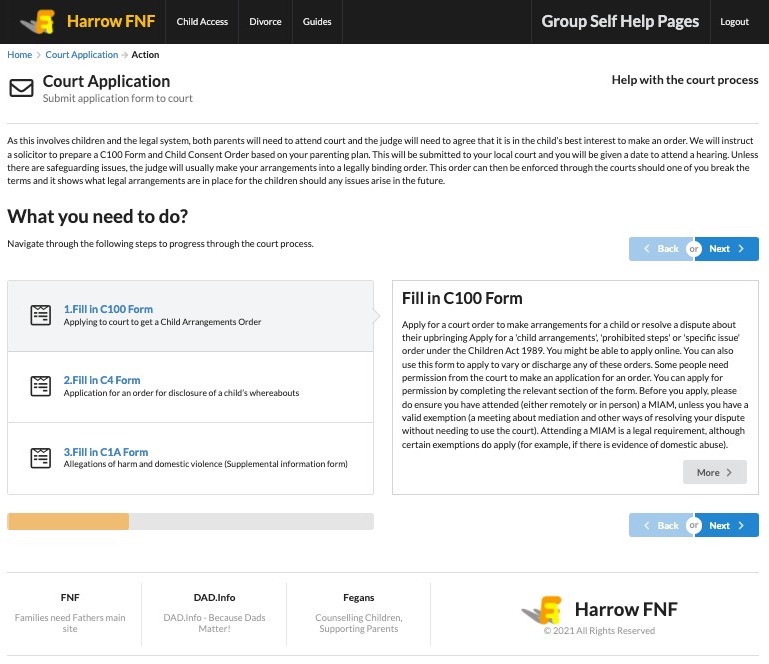 Harrow FNF
Child Access
Divorce
Guides
Group Self Help Pages
Logout
Home
Court Application
Action
Court Application
Submit application form to court
Help with the court process
As this involves children and the legal system, both parents will need to attend court and the judge will need to agree that it is in the child's best interest to make an order. We will instruct
a solicitor to prepare a C100 Form and Child Consent Order based on your parenting plan. This will be submitted to your local court and you will be given a date to attend a hearing. Unless
there are safeguarding issues, the judge will usually make your arrangements into a legally binding order. This order can then be enforced through the courts should one of you break the
terms and it shows what legal arrangements are in place for the children should any issues arise in the future.
What you need to do?
Navigate through the following steps to progress through the court process.
Back
or
Next
1.Fill in C100 Form
Applying to court to get a Child Arrangements Order
2.Fill in C4 Form
Application for an order for disclosure of a child's whereabouts
3.Fill in C1A Form
Allegations of harm and domestic violence (Supplemental information form)
Fill in C100 Form
Apply for a court order to make arrangements for a child or resolve a dispute about
their upbringing Apply for a 'child arrangements', 'prohibited steps' or 'specific issue'
order under the Children Act 1989. You might be able to apply online. You can also
use this form to apply to vary or discharge any of these orders. Some people need
permission from the court to make an application for an order. You can apply for
permission by completing the relevant section of the form. Before you apply, please
do ensure you have attended (either remotely or in person) a MIAM, unless you have a
valid exemption (a meeting about mediation and other ways of resolving your dispute
without needing to use the court). Attending a MIAM is a legal requirement, although
certain exemptions do apply (for example, if there is evidence of domestic abuse).
More
Back
or
Next
FNF
Families need Fathers main
site
DAD.Info
DAD.Info - Because Dads
Matter!
Fegans
Counselling Children,
Supporting Parents
Harrow FNF
© 2021 All Rights Reserved